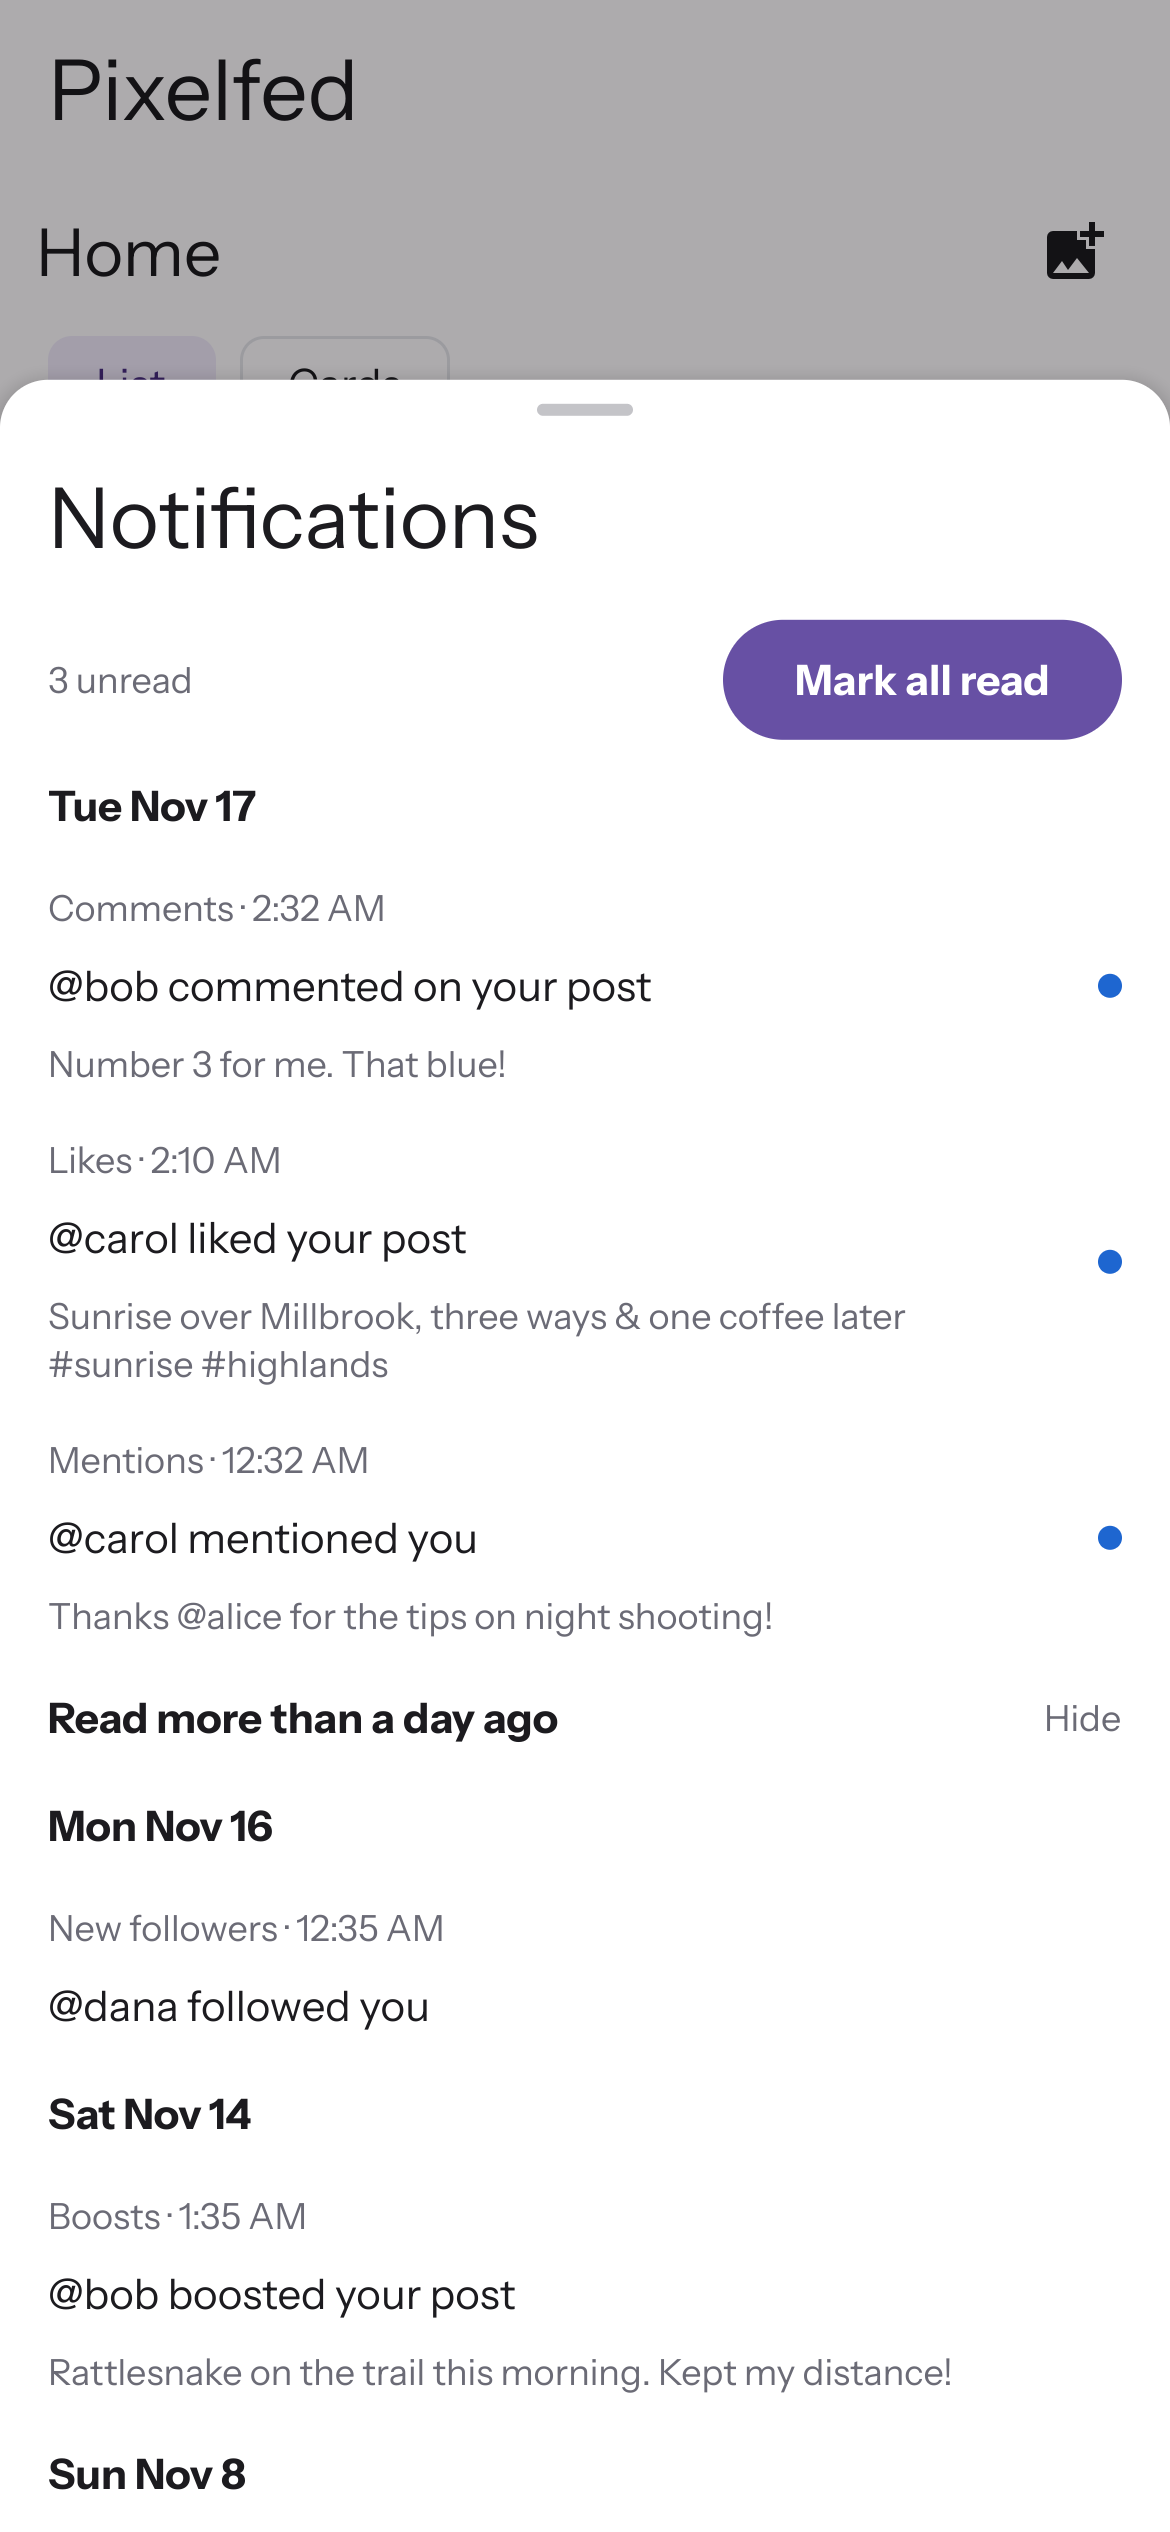 Pixelfed
Home
List Cards
Notifications
3 unread
Mark all read
Tue Nov 17
Comments · 2:32 AM
@bob commented on your post
Number 3 for me. That blue!
Likes · 2:10 AM
@carol liked your post
Sunrise over Millbrook, three ways & one coffee later
#sunrise #highlands
Mentions · 12:32 AM
@carol mentioned you
Thanks @alice for the tips on night shooting!
Read more than a day ago
Hide
Mon Nov 16
New followers · 12:35 AM
@dana followed you
Sat Nov 14
Boosts · 1:35 AM
@bob boosted your post
Rattlesnake on the trail this morning. Kept my distance!
Sun Nov 8